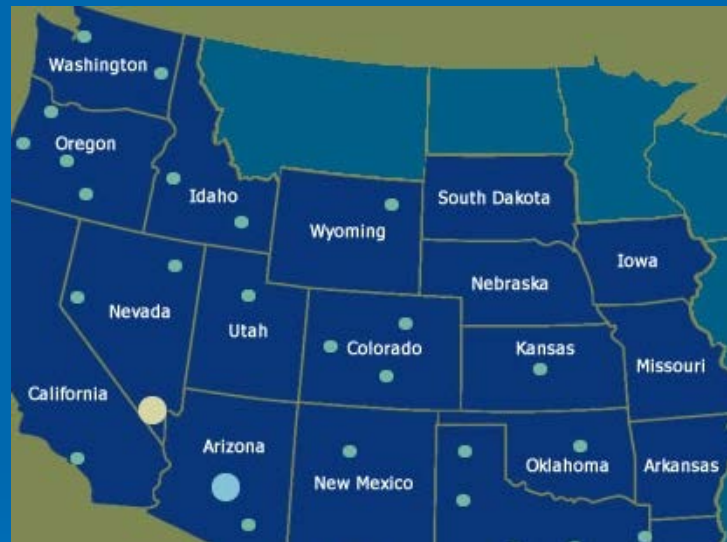 Washington
Oregon
Idaho
South Dakota
Wyoming
Iowa
Nebraska
Nevada
Utah
Colorado
Kansas
Missouri
California
Arizona
New Mexico
Oklahoma
Arkansas